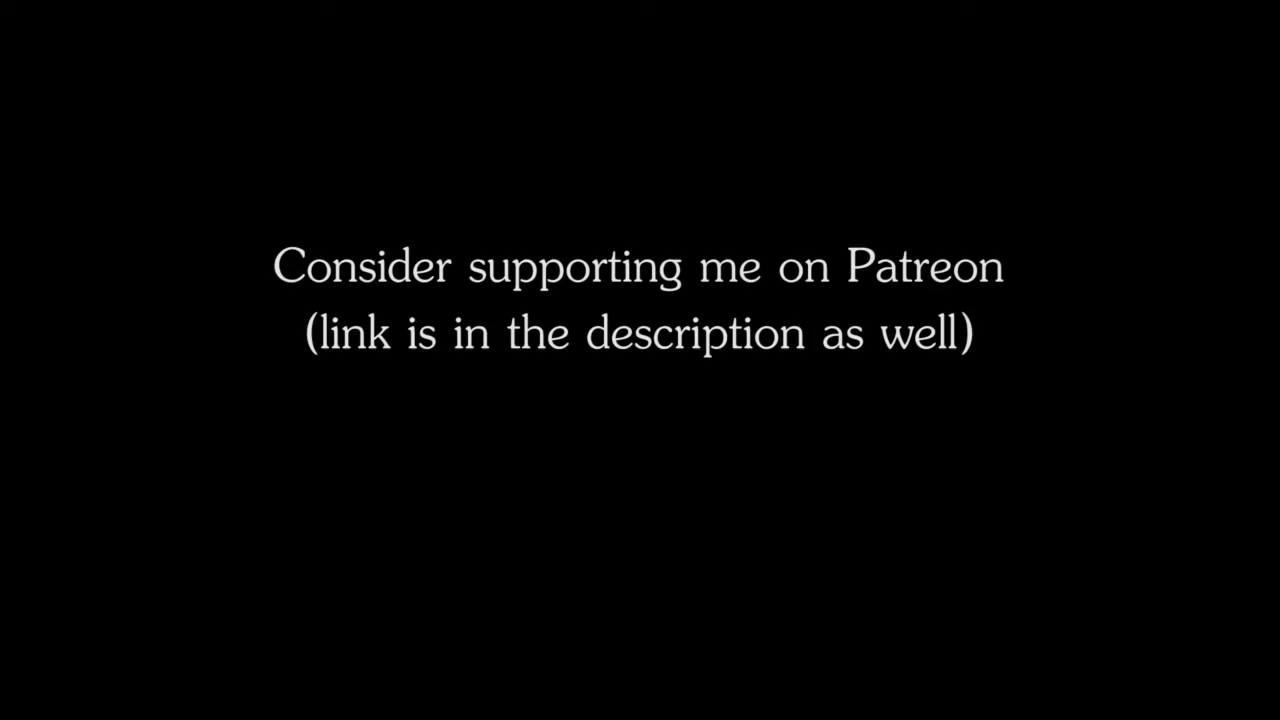 Consider supporting me on Patreon
(link is in the description as well)